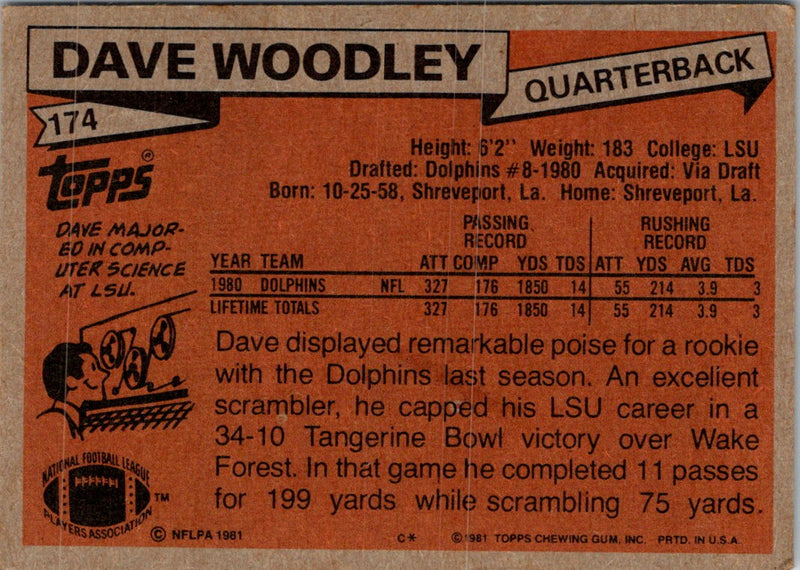 DAVE WOODLEY
QUARTERBACK
174
TOPPS®
Height: 6'2" Weight: 183 College: LSU
Drafted: Dolphins #8-1980 Acquired: Via Draft
Born: 10-25-58, Shreveport, La. Home: Shreveport, La.
DAVE MAJOR-
ED IN COMP-
UTER SCIENCE
AT LSU.
PASSING RUSHING
RECORD RECORD
YEAR TEAM ATT COMP YDS TDS ATT YDS AVG TDS
1980 DOLPHINS NFL 327 176 1850 14 55 214 3.9 3
LIFETIME TOTALS 327 176 1850 14 55 214 3.9 3
Dave displayed remarkable poise for a rookie
with the Dolphins last season. An excellent
scrambler, he capped his LSU career in a
34-10 Tangerine Bowl victory over Wake
Forest. In that game he completed 11 passes
for 199 yards while scrambling 75 yards.
NATIONAL FOOTBALL LEAGUE
PLAYERS ASSOCIATION
TM
© NFLPA 1981
C* ©1981 TOPPS CHEWING GUM, INC. PRTD. IN U.S.A.